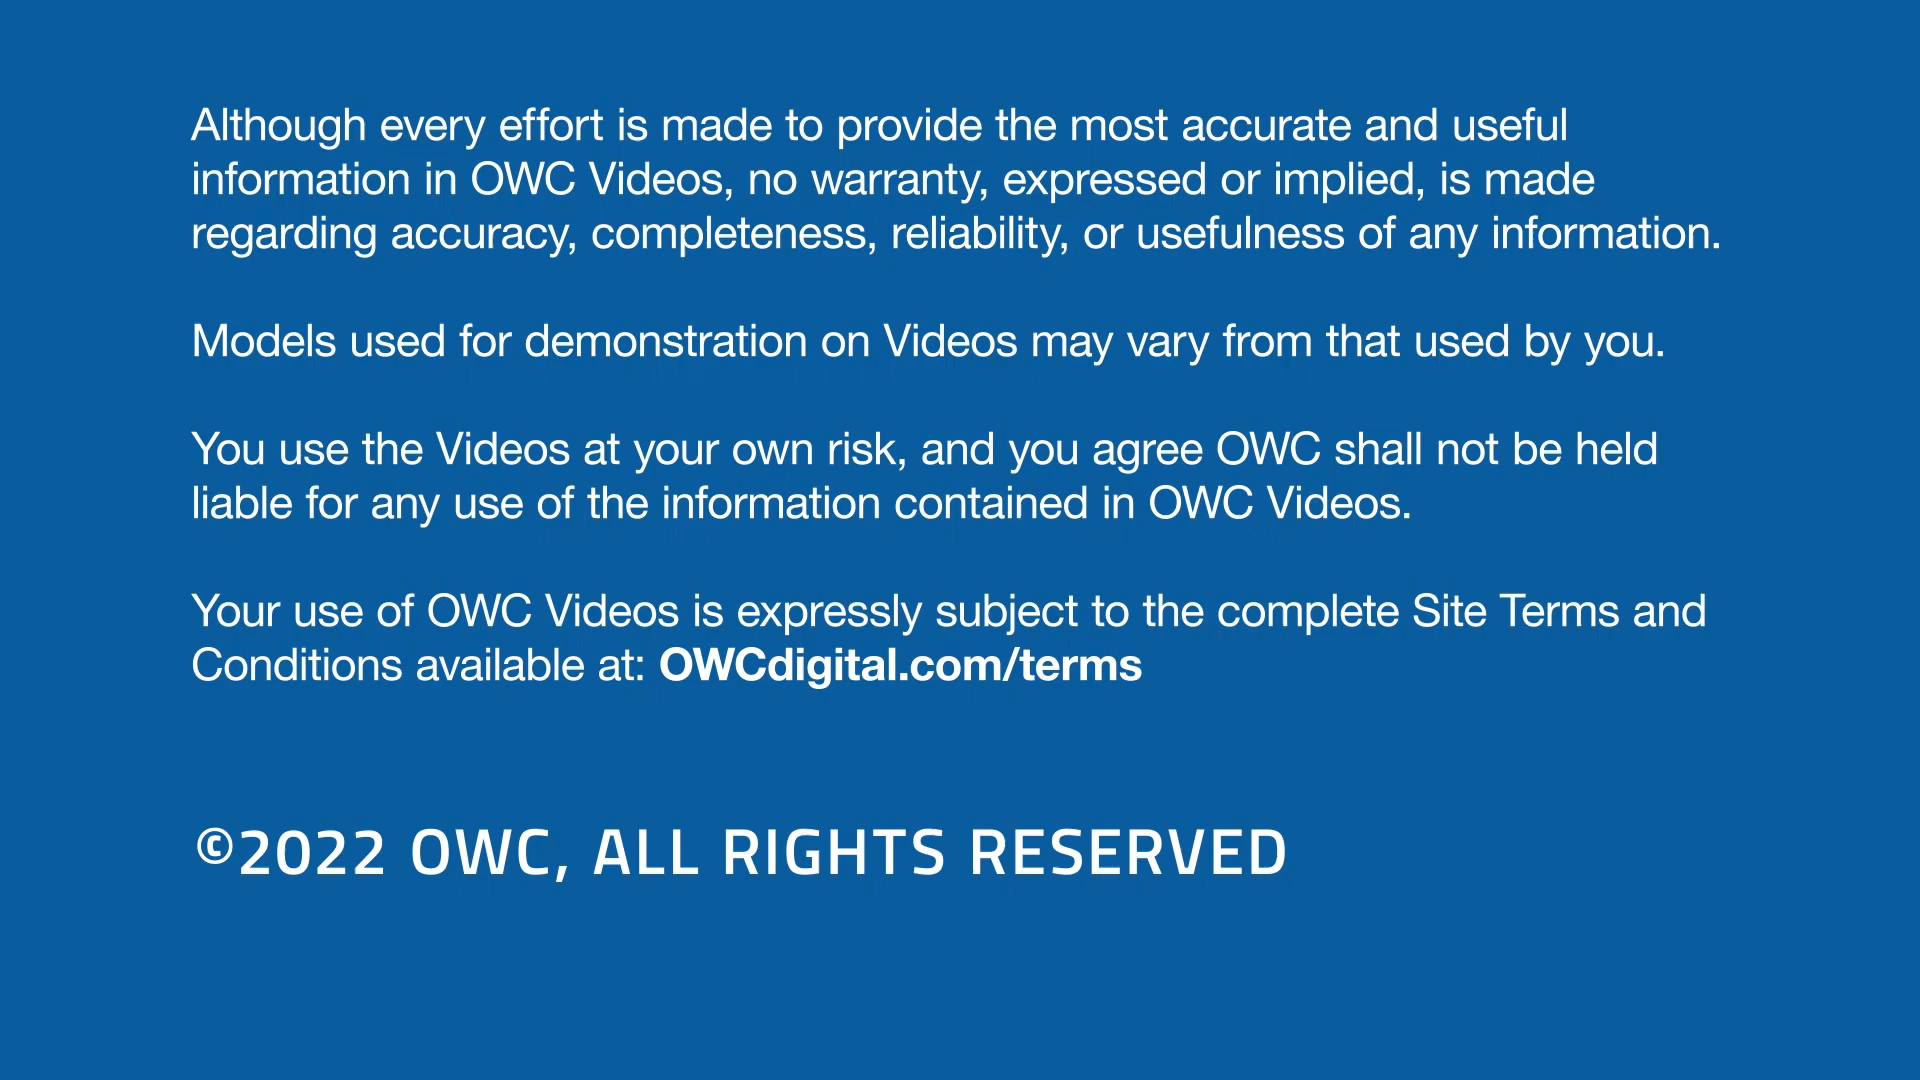 Although every effort is made to provide the most accurate and useful
information in OWC Videos, no warranty, expressed or implied, is made
regarding accuracy, completeness, reliability, or usefulness of any information.
Models used for demonstration on Videos may vary from that used by you.
You use the Videos at your own risk, and you agree OWC shall not be held
liable for any use of the information contained in OWC Videos.
Your use of OWC Videos is expressly subject to the complete Site Terms and
Conditions available at: OWCdigital.com/terms
©2022 OWC, ALL RIGHTS RESERVED